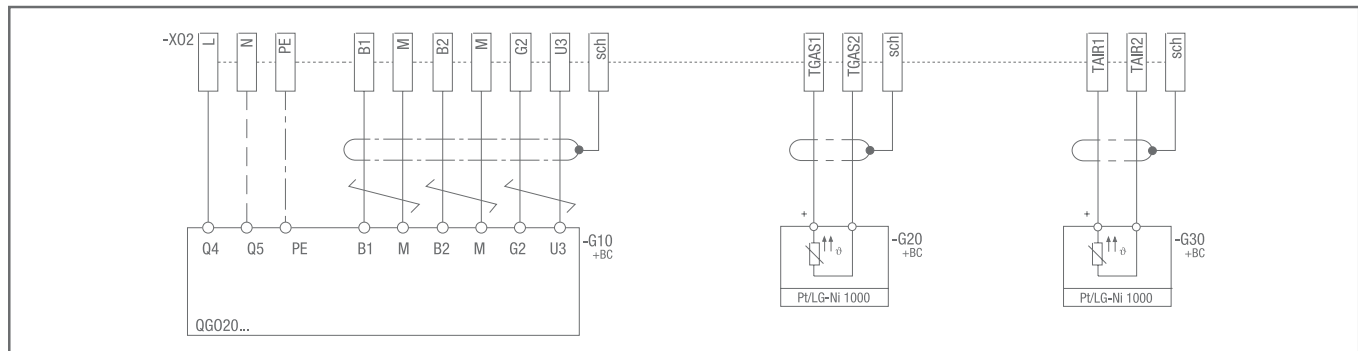 -X02 L N PE B1 M B2 M G2 U3 sch TGAS1 TGAS2 sch TAIR1 TAIR2 sch
+ +
Q4 Q5 PE B1 M B2 M G2 U3 -G10 ϑ -G20 ϑ -G30
+BC +BC +BC
Pt/LG-Ni 1000 Pt/LG-Ni 1000
QGO20...